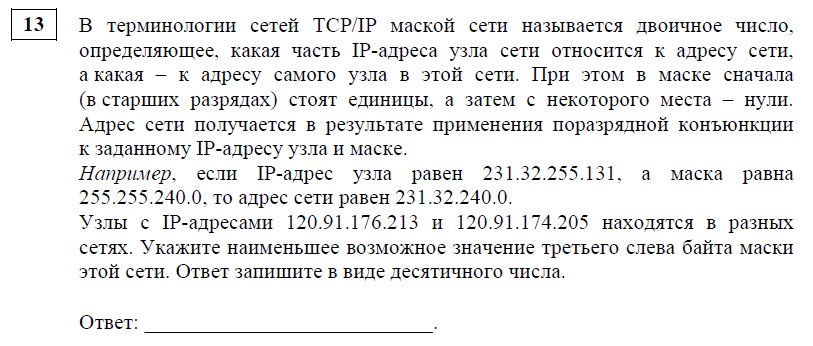 13
В терминологии сетей TCP/IP маской сети называется двоичное число,
определяющее, какая часть IP-адреса узла сети относится к адресу сети,
а какая – к адресу самого узла в этой сети. При этом в маске сначала
(в старших разрядах) стоят единицы, а затем с некоторого места – нули.
Адрес сети получается в результате применения поразрядной конъюнкции
к заданному IP-адресу узла и маске.
Например, если IP-адрес узла равен 231.32.255.131, а маска равна
255.255.240.0, то адрес сети равен 231.32.240.0.
Узлы с IP-адресами 120.91.176.213 и 120.91.174.205 находятся в разных
сетях. Укажите наименьшее возможное значение третьего слева байта маски
этой сети. Ответ запишите в виде десятичного числа.
Ответ: ___________________________.